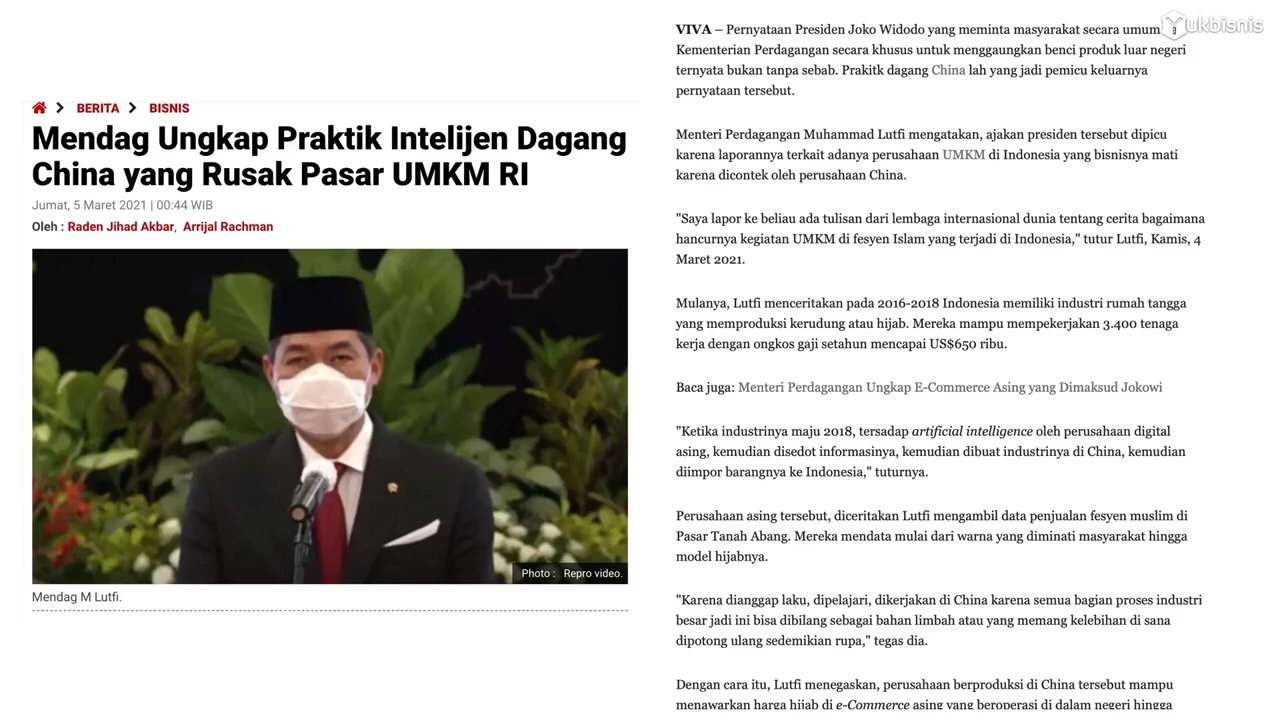 BERITA BISNIS
Mendag Ungkap Praktik Intelijen Dagang
China yang Rusak Pasar UMKM RI
Jumat, 5 Maret 2021 | 00:44 WIB
Oleh : Raden Jihad Akbar, Arrijal Rachman
Photo : Repro video.
Mendag M Lutfi.
ukbisnis
VIVA – Pernyataan Presiden Joko Widodo yang meminta masyarakat secara umum
Kementerian Perdagangan secara khusus untuk menggaungkan benci produk luar negeri
ternyata bukan tanpa sebab. Prakitk dagang China lah yang jadi pemicu keluarnya
pernyataan tersebut.
Menteri Perdagangan Muhammad Lutfi mengatakan, ajakan presiden tersebut dipicu
karena laporannya terkait adanya perusahaan UMKM di Indonesia yang bisnisnya mati
karena dicontek oleh perusahaan China.
"Saya lapor ke beliau ada tulisan dari lembaga internasional dunia tentang cerita bagaimana
hancurnya kegiatan UMKM di fesyen Islam yang terjadi di Indonesia," tutur Lutfi, Kamis, 4
Maret 2021.
Mulanya, Lutfi menceritakan pada 2016-2018 Indonesia memiliki industri rumah tangga
yang memproduksi kerudung atau hijab. Mereka mampu mempekerjakan 3.400 tenaga
kerja dengan ongkos gaji setahun mencapai US$650 ribu.
Baca juga: Menteri Perdagangan Ungkap E-Commerce Asing yang Dimaksud Jokowi
"Ketika industrinya maju 2018, tersadap artificial intelligence oleh perusahaan digital
asing, kemudian disedot informasinya, kemudian dibuat industrinya di China, kemudian
diimpor barangnya ke Indonesia," tuturnya.
Perusahaan asing tersebut, diceritakan Lutfi mengambil data penjualan fesyen muslim di
Pasar Tanah Abang. Mereka mendata mulai dari warna yang diminati masyarakat hingga
model hijabnya.
"Karena dianggap laku, dipelajari, dikerjakan di China karena semua bagian proses industri
besar jadi ini bisa dibilang sebagai bahan limbah atau yang memang kelebihan di sana
dipotong ulang sedemikian rupa," tegas dia.
Dengan cara itu, Lutfi menegaskan, perusahaan berproduksi di China tersebut mampu
menawarkan harga hijab di e-Commerce asing yang beroperasi di dalam negeri hingga